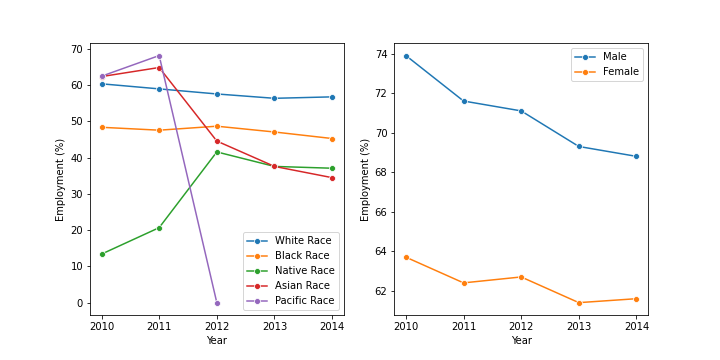 70
60
50
40
30
20
10
0
Employment (%)
2010 2011 2012 2013 2014
Year
White Race
Black Race
Native Race
Asian Race
Pacific Race
74
72
70
68
66
64
62
Employment (%)
2010 2011 2012 2013 2014
Year
Male
Female